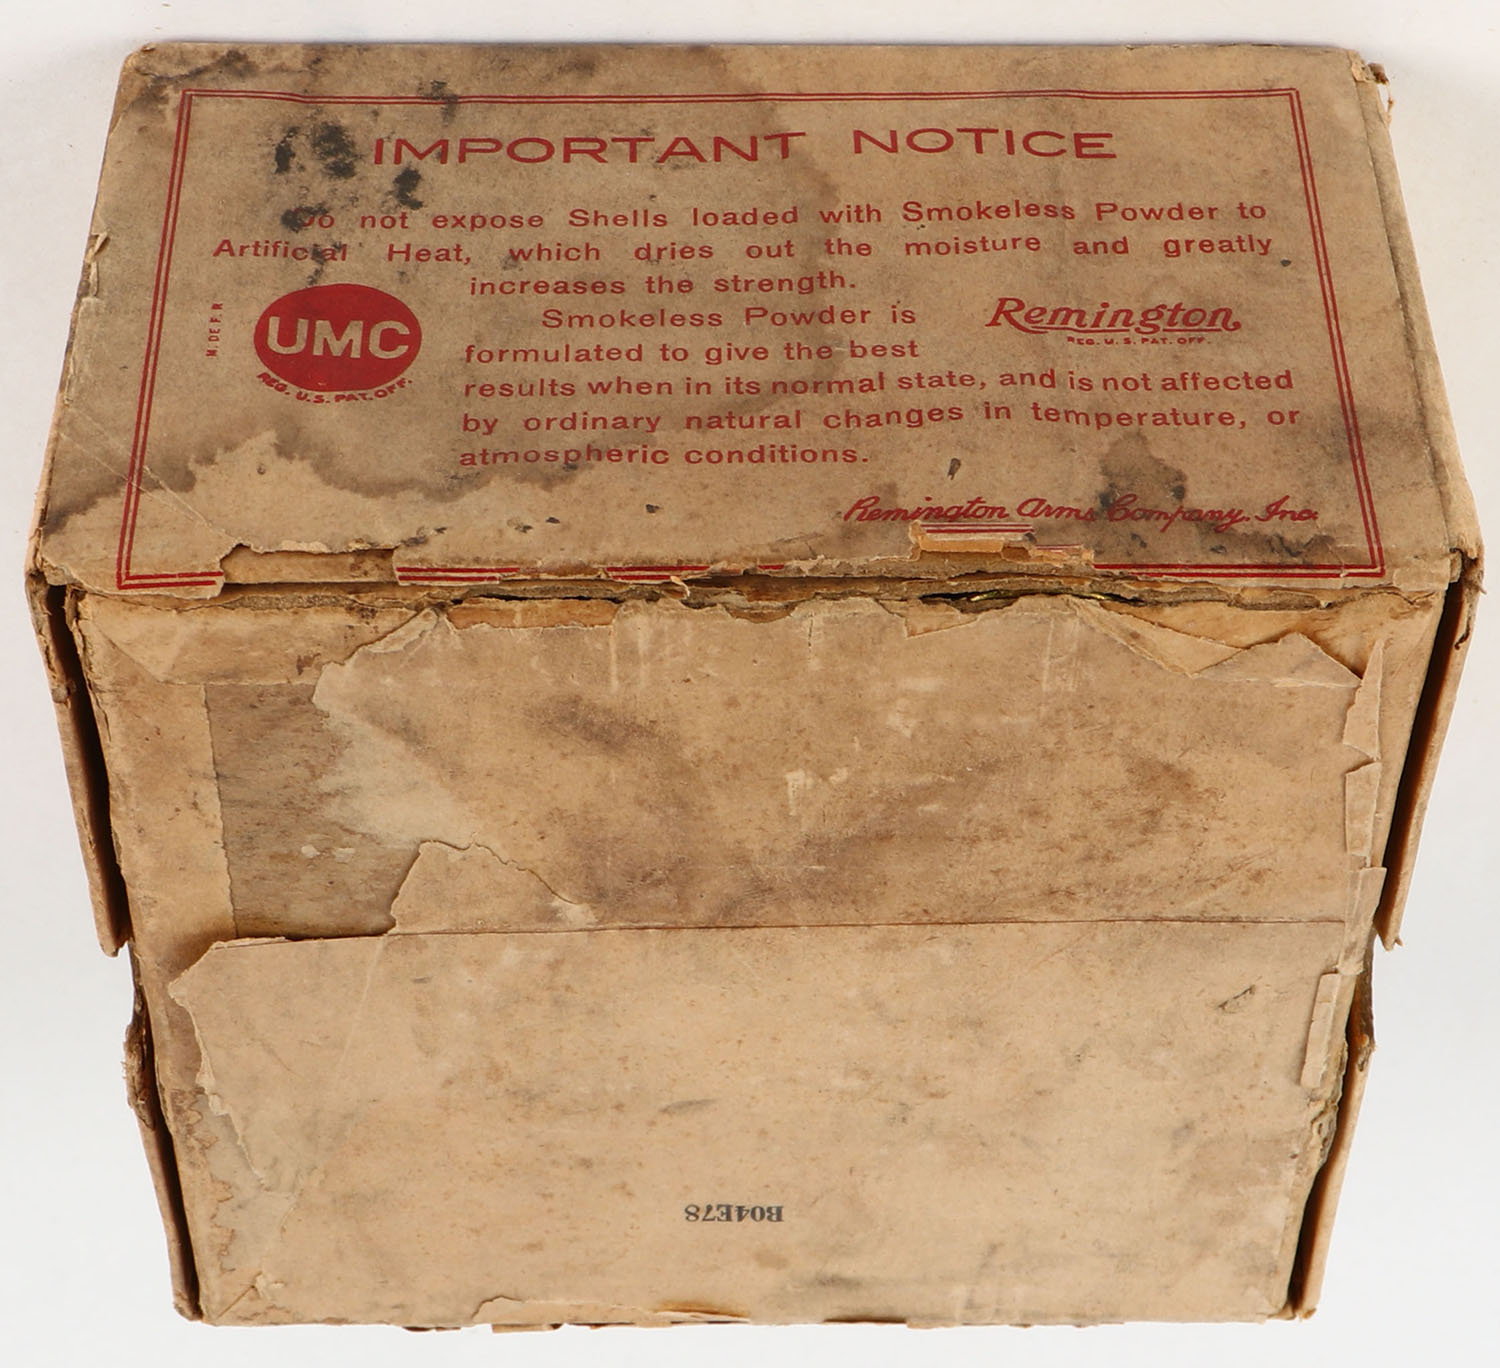 IMPORTANT NOTICE
Do not expose Shells loaded with Smokeless Powder to
Artificial Heat, which dries out the moisture and greatly
increases the strength.
M. DE F. R
UMC
REG. U.S. PAT. OFF.
Smokeless Powder is
formulated to give the best
Remington,
REG. U. S. PAT. OFF.
results when in its normal state, and is not affected
by ordinary natural changes in temperature, or
atmospheric conditions.
Remington Arms Company, Inc.
B04E78